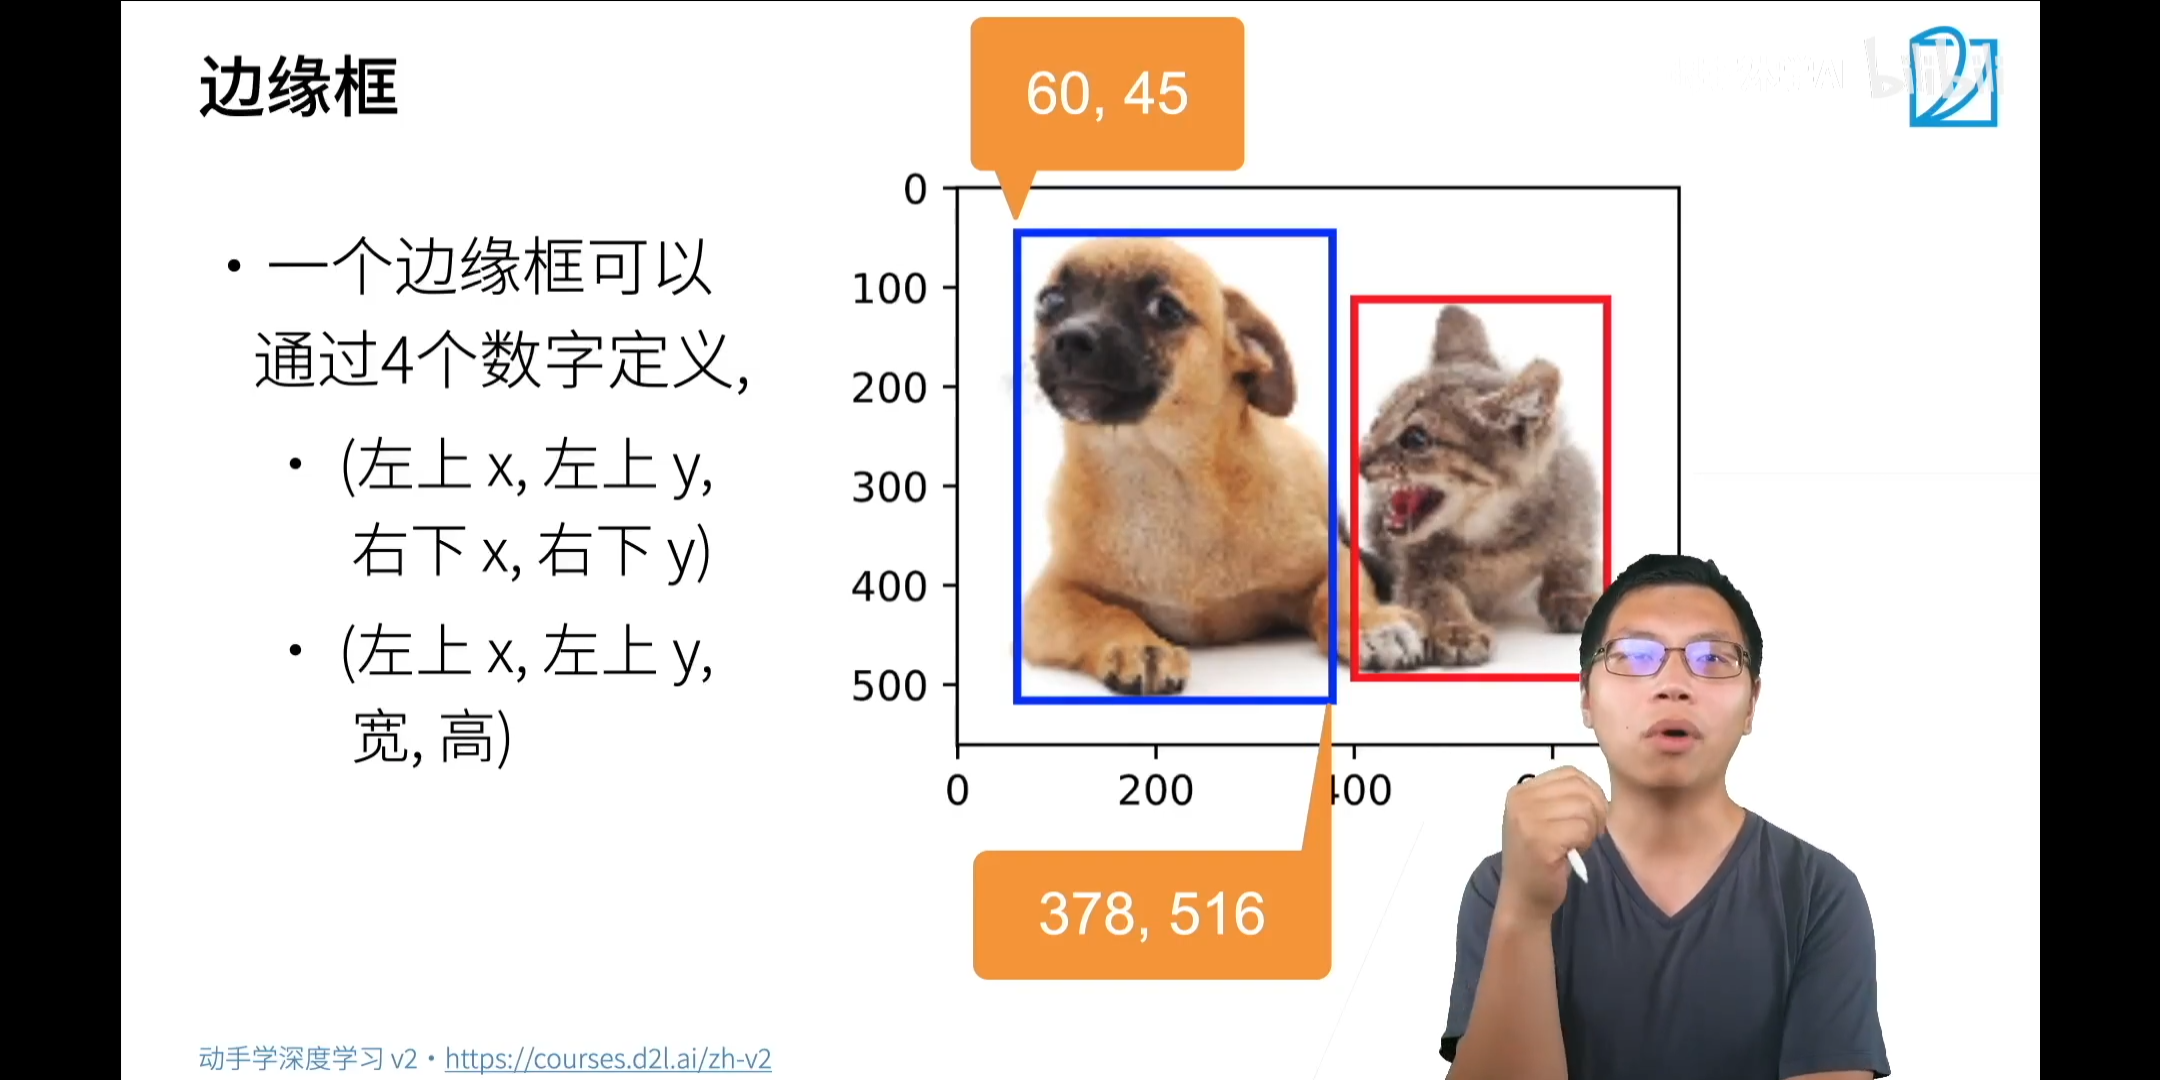 边缘框
60, 45
• 一个边缘框可以
通过4个数字定义,
• (左上 x, 左上 y,
右下 x, 右下 y)
• (左上 x, 左上 y,
宽, 高)
0
100
200
300
400
500
0 200 400
378, 516
动手学深度学习 v2 • https://courses.d2l.ai/zh-v2
bilibili